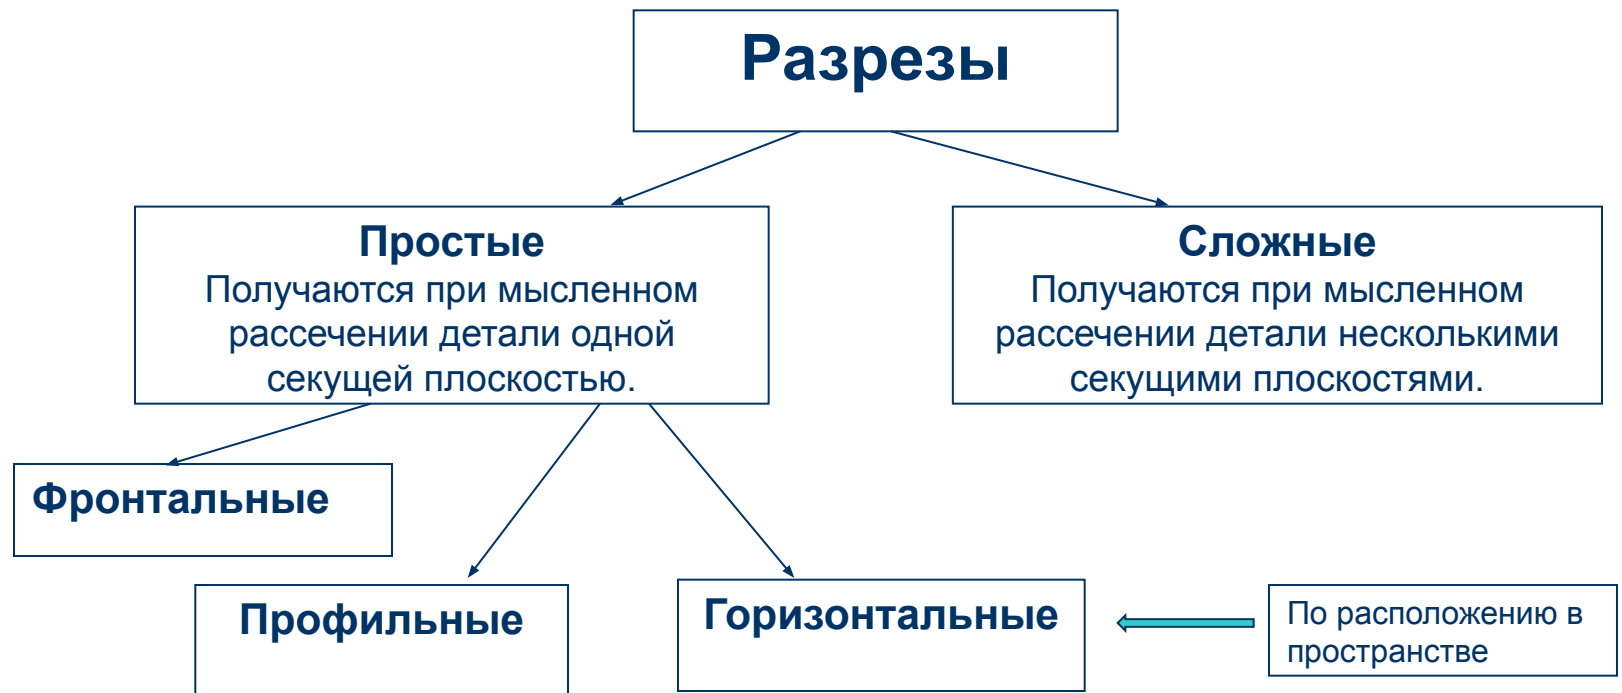 Разрезы
Простые
Получаются при мысленном
рассечении детали одной
секущей плоскостью.
Сложные
Получаются при мысленном
рассечении детали несколькими
секущими плоскостями.
Фронтальные
Профильные
Горизонтальные
По расположению в
пространстве